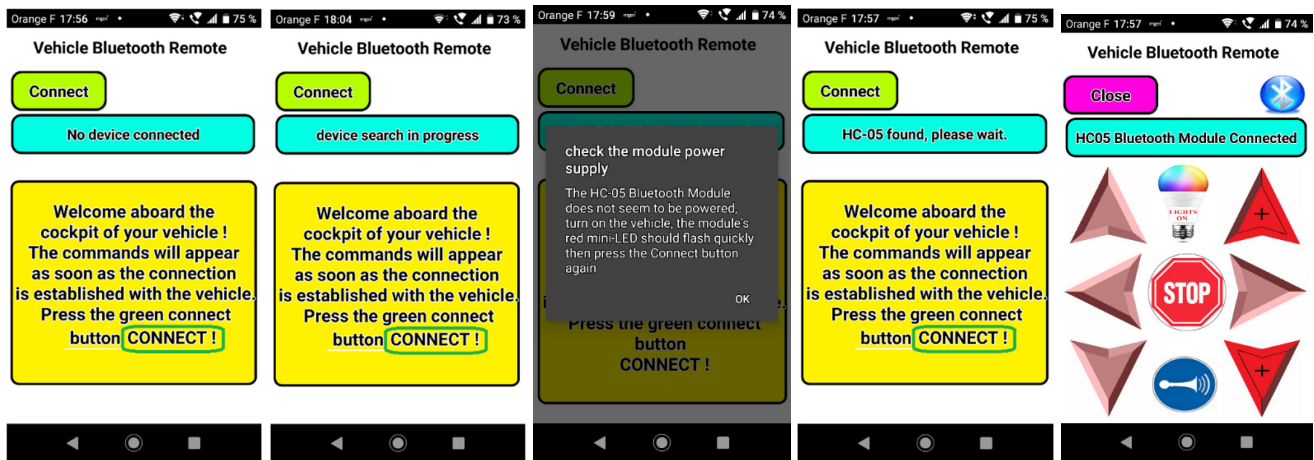 Orange F 17:56 75 %
Vehicle Bluetooth Remote
Connect
No device connected
Welcome aboard the
cockpit of your vehicle !
The commands will appear
as soon as the connection
is established with the vehicle.
Press the green connect
button CONNECT !
Orange F 18:04 73 %
Vehicle Bluetooth Remote
Connect
device search in progress
Welcome aboard the
cockpit of your vehicle !
The commands will appear
as soon as the connection
is established with the vehicle.
Press the green connect
button CONNECT !
Orange F 17:59 74 %
Vehicle Bluetooth Remote
Connect
check the module power
supply
The HC-05 Bluetooth Module
does not seem to be powered,
turn on the vehicle, the module's
red mini-LED should flash quickly
then press the Connect button
again
OK
Press the green connect
button
CONNECT !
Orange F 17:57 75 %
Vehicle Bluetooth Remote
Connect
HC-05 found, please wait.
Welcome aboard the
cockpit of your vehicle !
The commands will appear
as soon as the connection
is established with the vehicle.
Press the green connect
button CONNECT !
Orange F 17:57 74 %
Vehicle Bluetooth Remote
Close
HC05 Bluetooth Module Connected
LIGHTS
ON
+
STOP
+